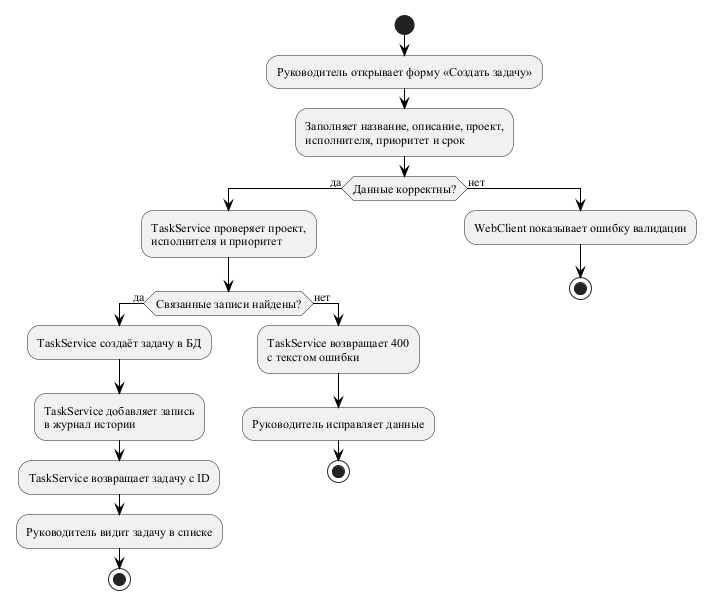 Руководитель открывает форму «Создать задачу»
Заполняет название, описание, проект,
исполнителя, приоритет и срок
да
Данные корректны?
нет
TaskService проверяет проект,
исполнителя и приоритет
WebClient показывает ошибку валидации
да
Связанные записи найдены?
нет
TaskService создаёт задачу в БД
TaskService возвращает 400
с текстом ошибки
TaskService добавляет запись
в журнал истории
Руководитель исправляет данные
TaskService возвращает задачу с ID
Руководитель видит задачу в списке